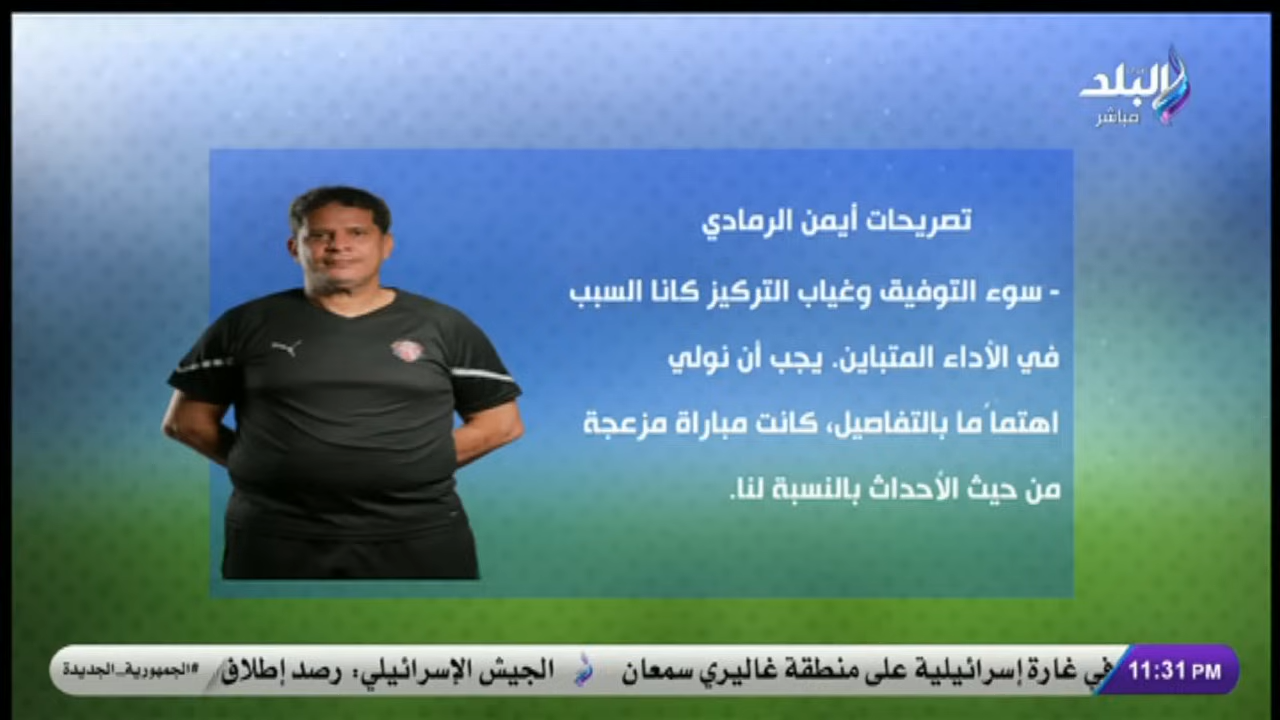 البلد
مباشر
تصريحات أيمن الرمادي
- سوء التوفيق وغياب التركيز كانا السبب
في الأداء المتباين. يجب أن نولي
اهتماًما بالتفاصيل، كانت مباراة مزعجة
من حيث الأحداث بالنسبة لنا.
11:31 PM
في غارة إسرائيلية على منطقة غاليري سمعان
الجيش الإسرائيلي: رصد إطلاق
#الجمهورية_الجديدة